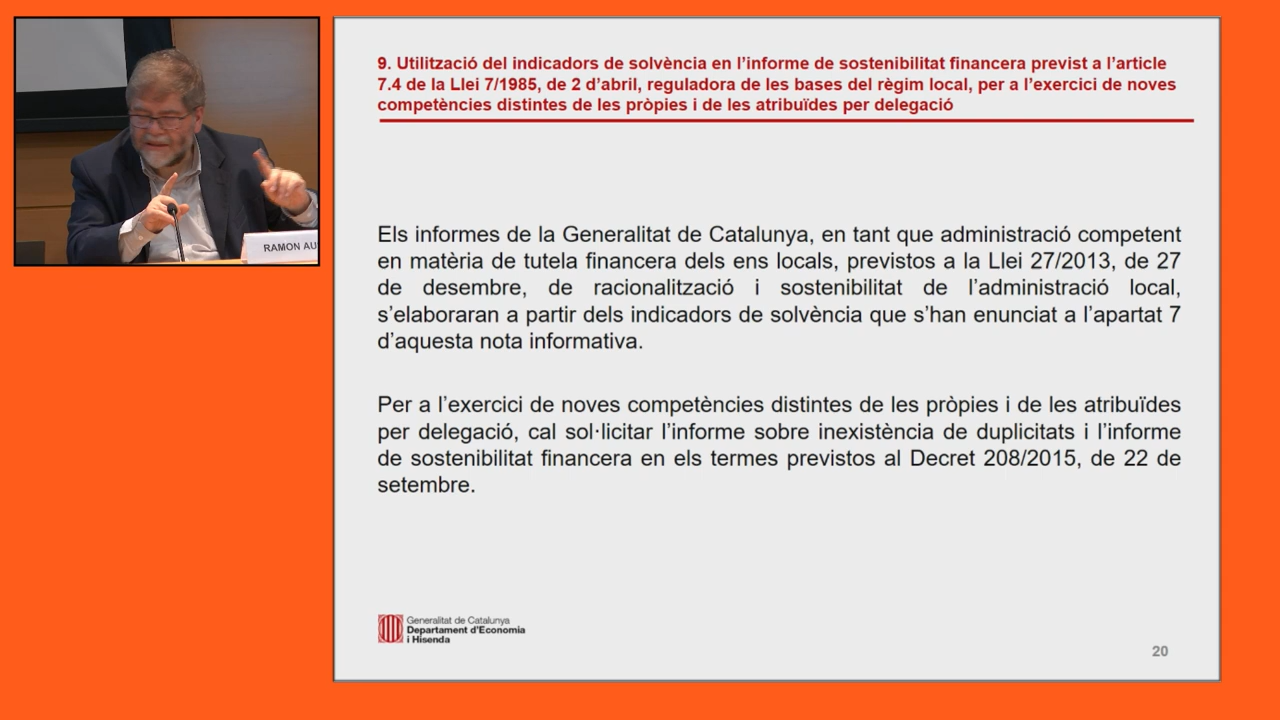 RAMON AU
9. Utilització del indicadors de solvència en l’informe de sostenibilitat financera previst a l’article
7.4 de la Llei 7/1985, de 2 d’abril, reguladora de les bases del règim local, per a l’exercici de noves
competències distintes de les pròpies i de les atribuïdes per delegació
Els informes de la Generalitat de Catalunya, en tant que administració competent
en matèria de tutela financera dels ens locals, previstos a la Llei 27/2013, de 27
de desembre, de racionalització i sostenibilitat de l’administració local,
s’elaboraran a partir dels indicadors de solvència que s’han enunciat a l’apartat 7
d’aquesta nota informativa.
Per a l’exercici de noves competències distintes de les pròpies i de les atribuïdes
per delegació, cal sol·licitar l’informe sobre inexistència de duplicitats i l’informe
de sostenibilitat financera en els termes previstos al Decret 208/2015, de 22 de
setembre.
Generalitat de Catalunya
Departament d’Economia
i Hisenda
20